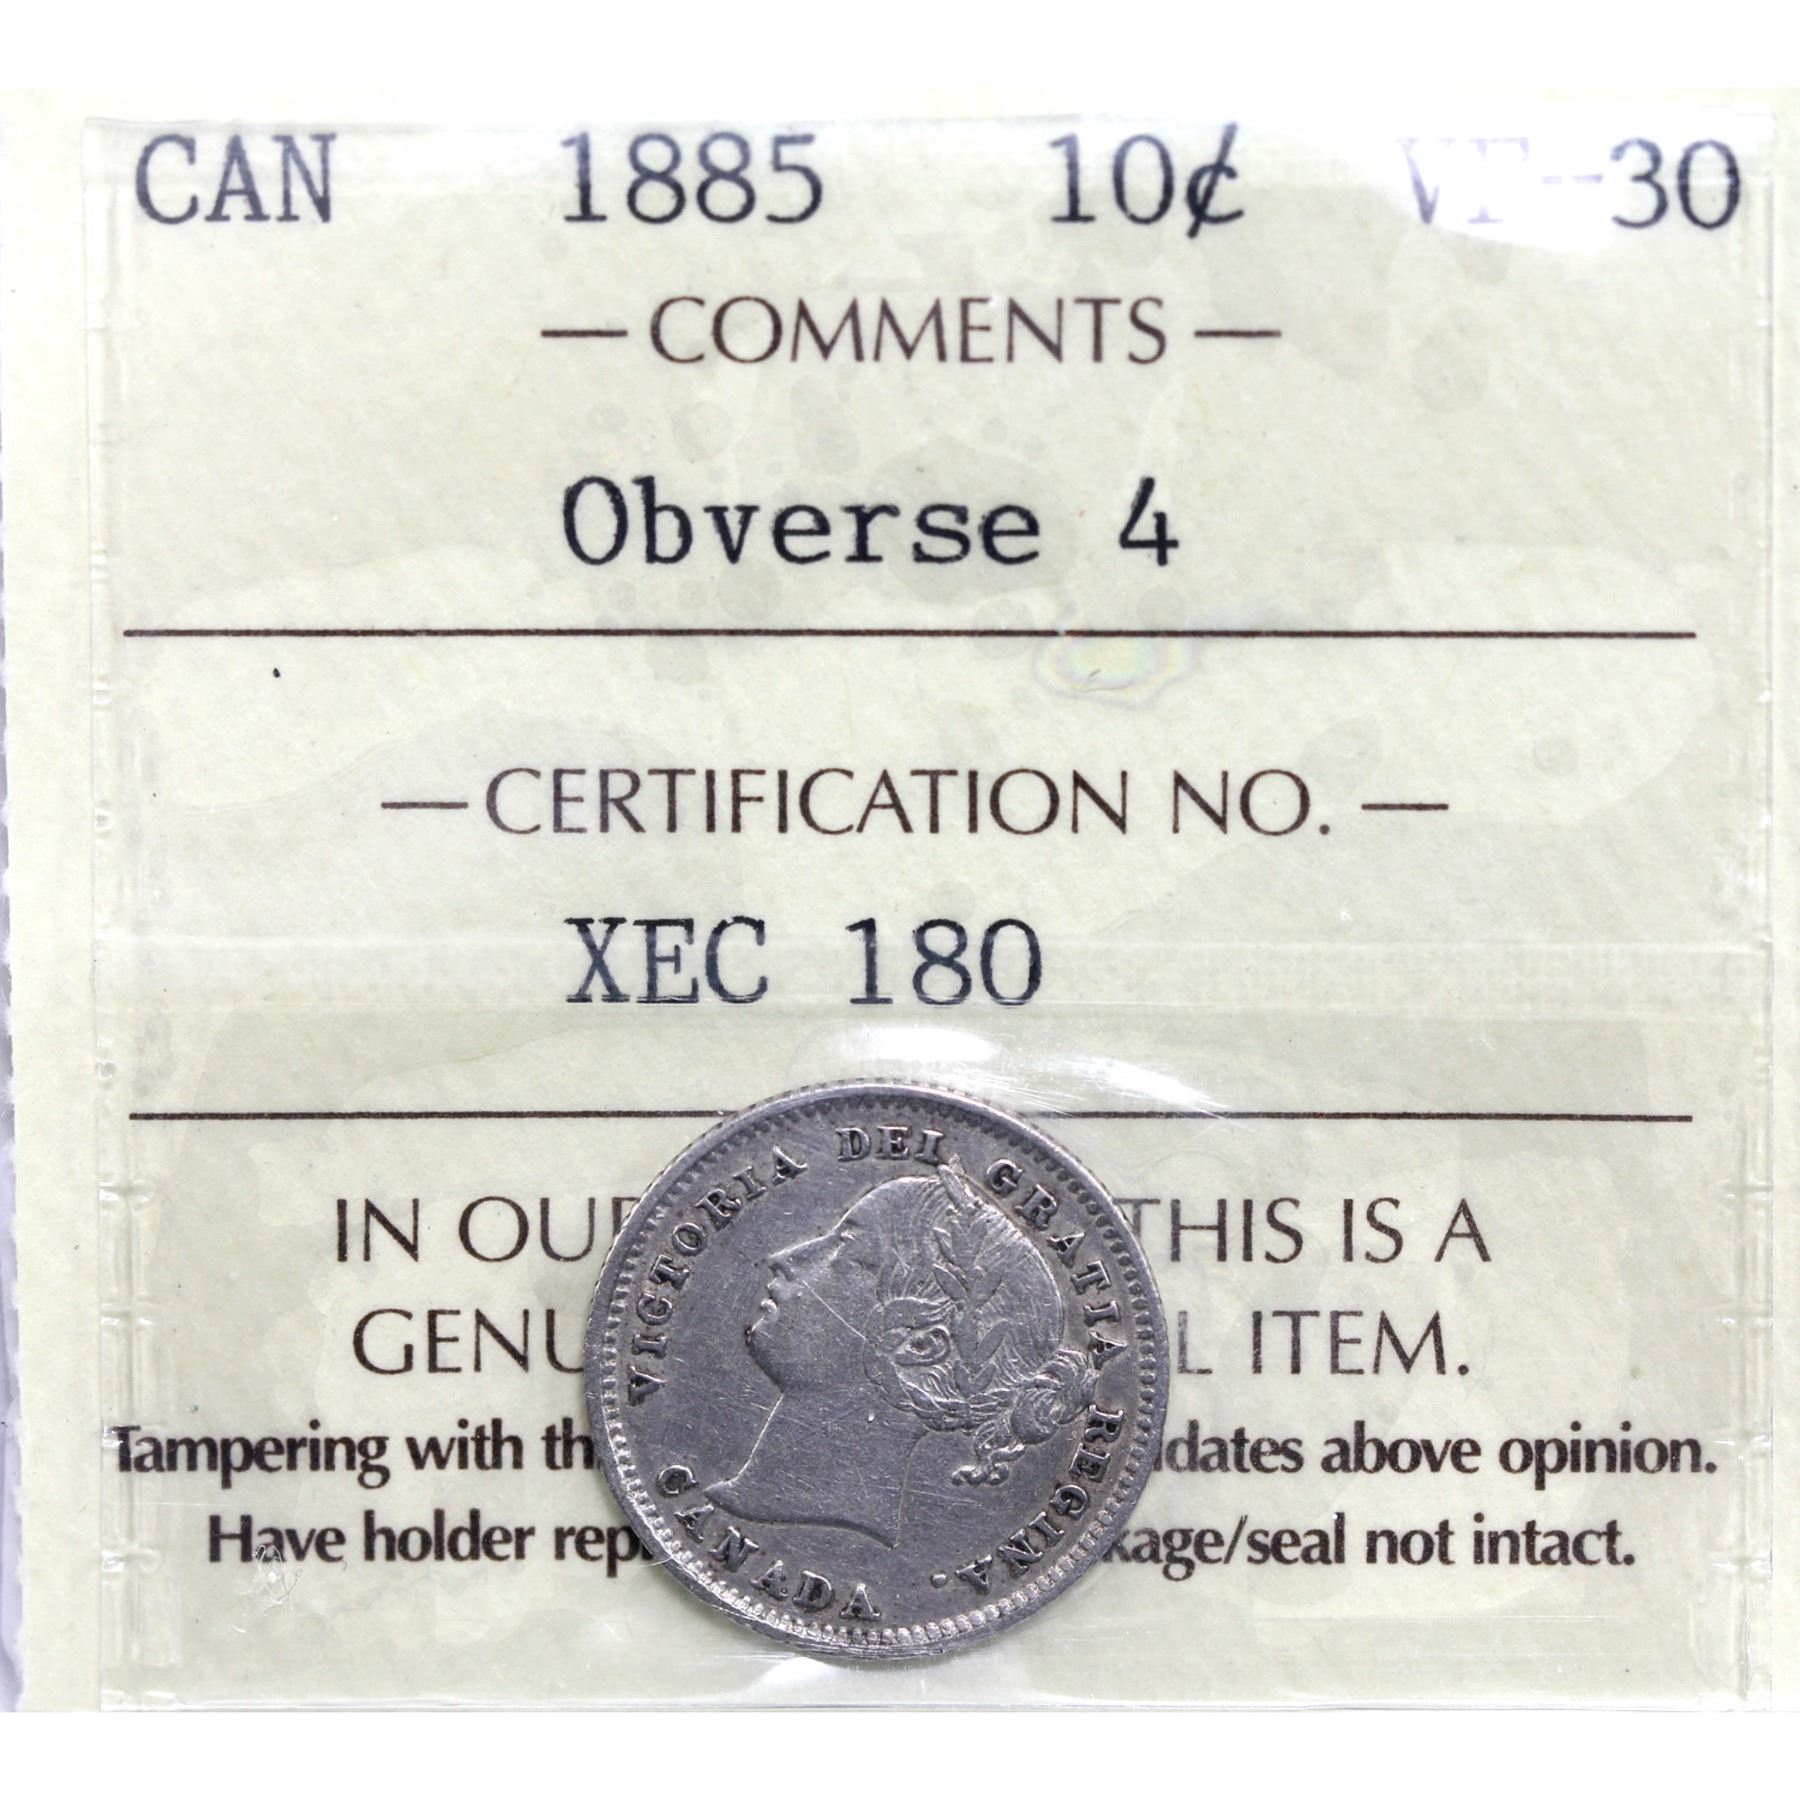 CAN 1885 10¢ VF-30
— COMMENTS —
Obverse 4
— CERTIFICATION NO. —
XEC 180
IN OU THIS IS A
GENU L ITEM.
Tampering with th dates above opinion.
Have holder rep kage/seal not intact.
VICTORIA DEI GRATIA REGINA.
CANADA